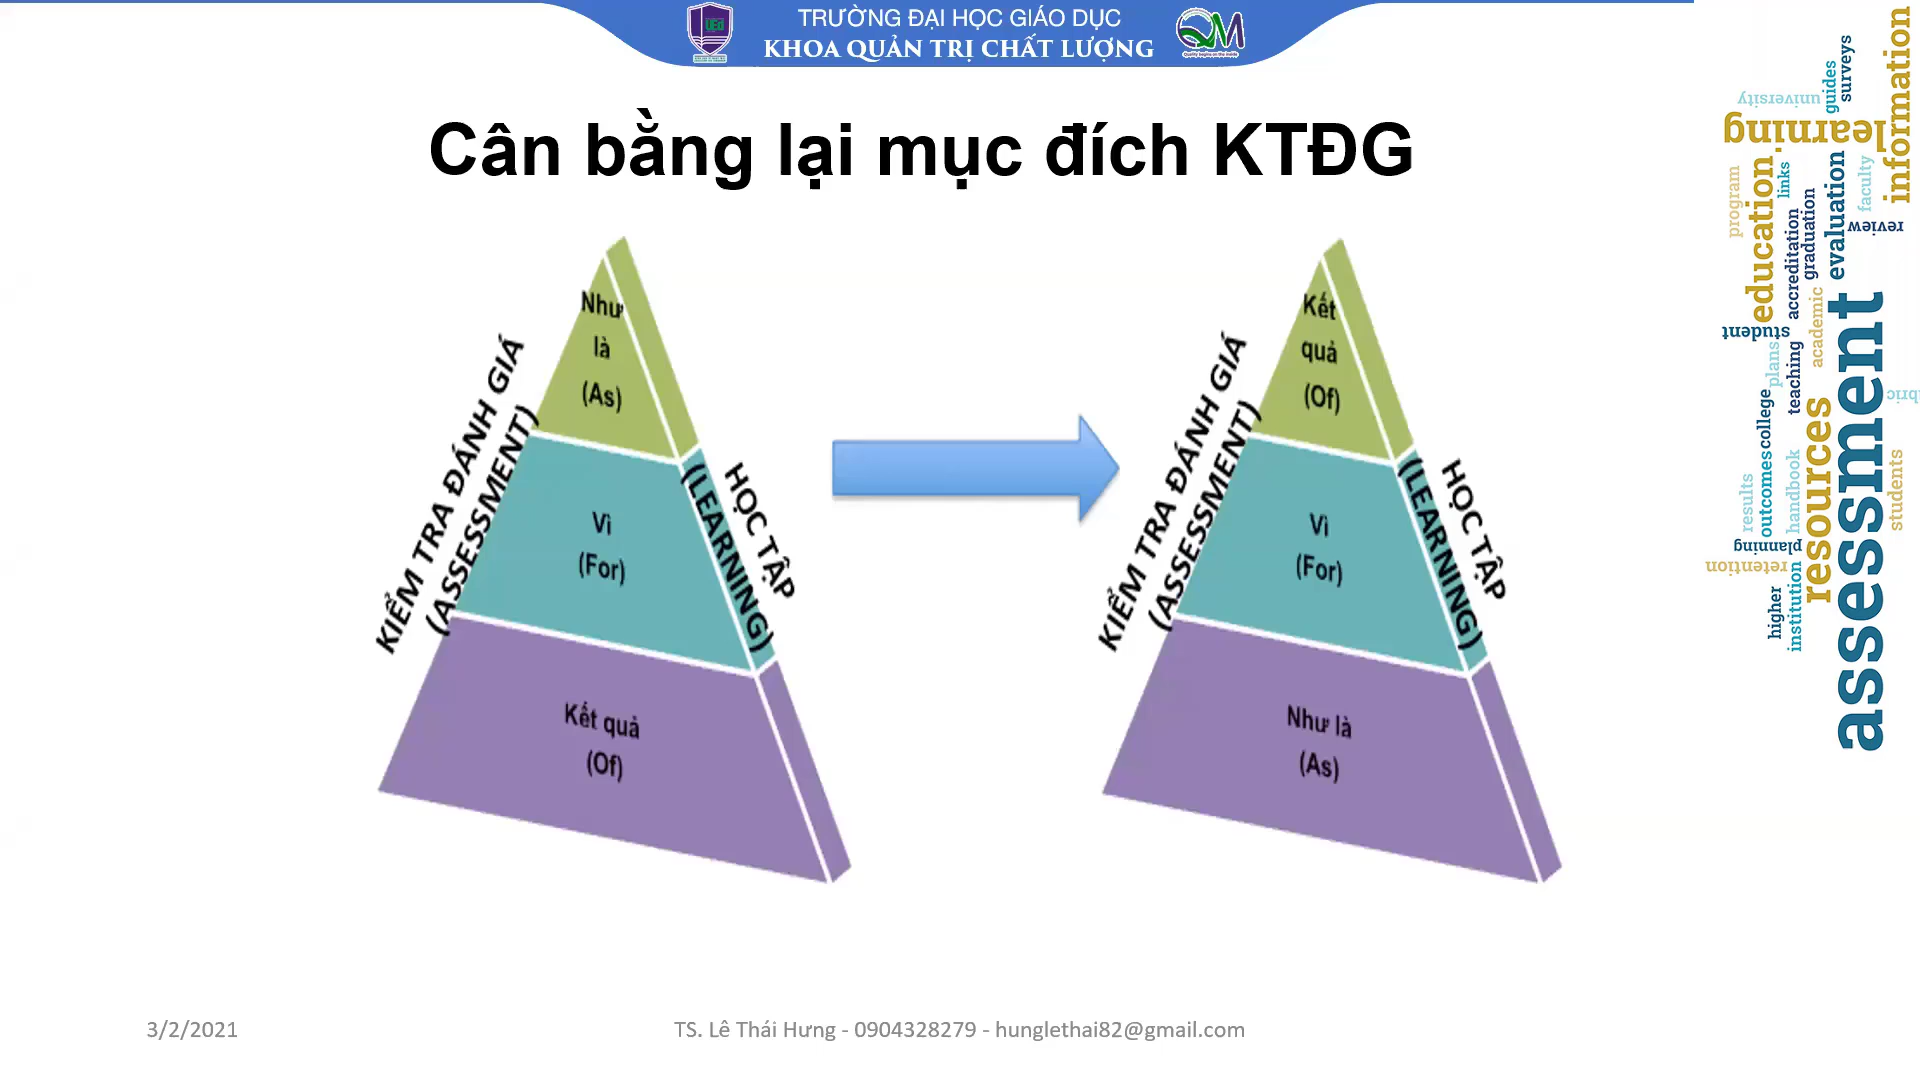 TRƯỜNG ĐẠI HỌC GIÁO DỤC
KHOA QUẢN TRỊ CHẤT LƯỢNG
UEd
QM
Cân bằng lại mục đích KTĐG
KIỂM TRA ĐÁNH GIÁ
(ASSESSMENT)
Như
là
(As)
Vì
(For)
Kết quả
(Of)
HỌC TẬP
(LEARNING)
KIỂM TRA ĐÁNH GIÁ
(ASSESSMENT)
Kết
quả
(Of)
Vì
(For)
Như là
(As)
HỌC TẬP
(LEARNING)
information
surveys
guides
university
learning
links
program
education
faculty
evaluation
review
graduation
accreditation
academic
student
plans
teaching
assessment
resources
college
outcomes
results
handbook
students
planning
retention
institution
higher
3/2/2021
TS. Lê Thái Hưng - 0904328279 - hunglethai82@gmail.com